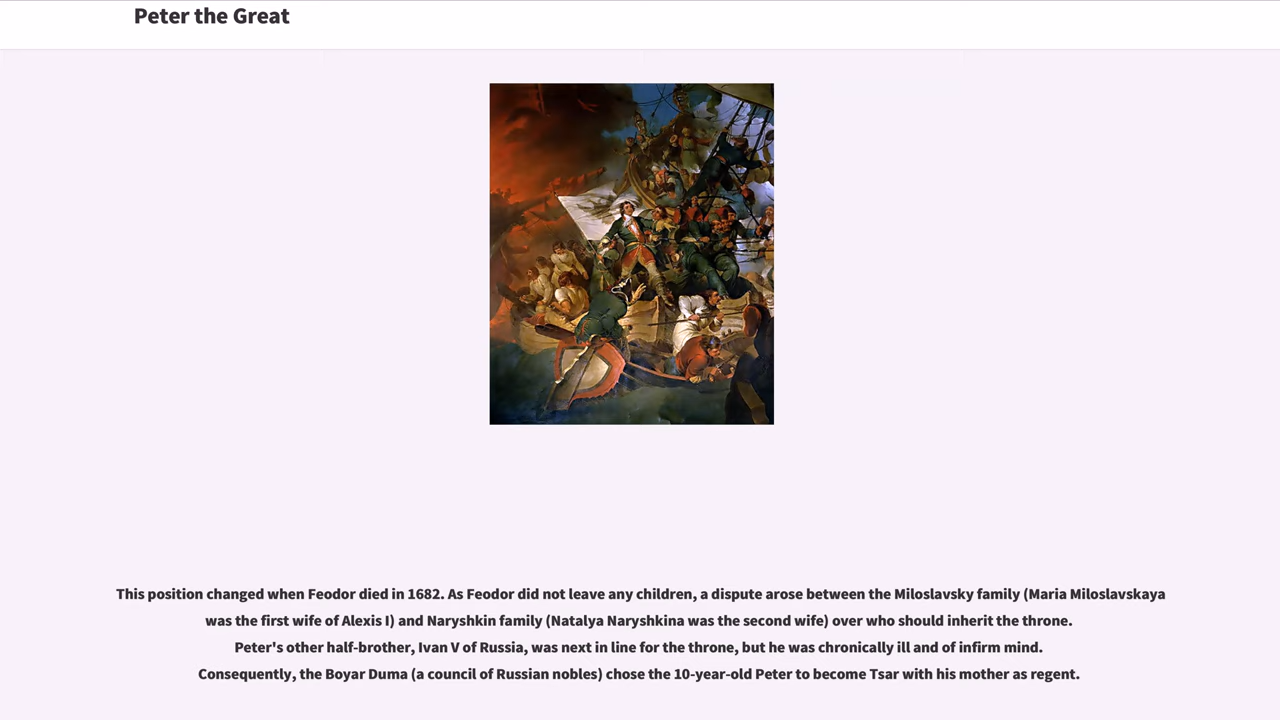 Peter the Great
This position changed when Feodor died in 1682. As Feodor did not leave any children, a dispute arose between the Miloslavsky family (Maria Miloslavskaya
was the first wife of Alexis I) and Naryshkin family (Natalya Naryshkina was the second wife) over who should inherit the throne.
Peter's other half-brother, Ivan V of Russia, was next in line for the throne, but he was chronically ill and of infirm mind.
Consequently, the Boyar Duma (a council of Russian nobles) chose the 10-year-old Peter to become Tsar with his mother as regent.